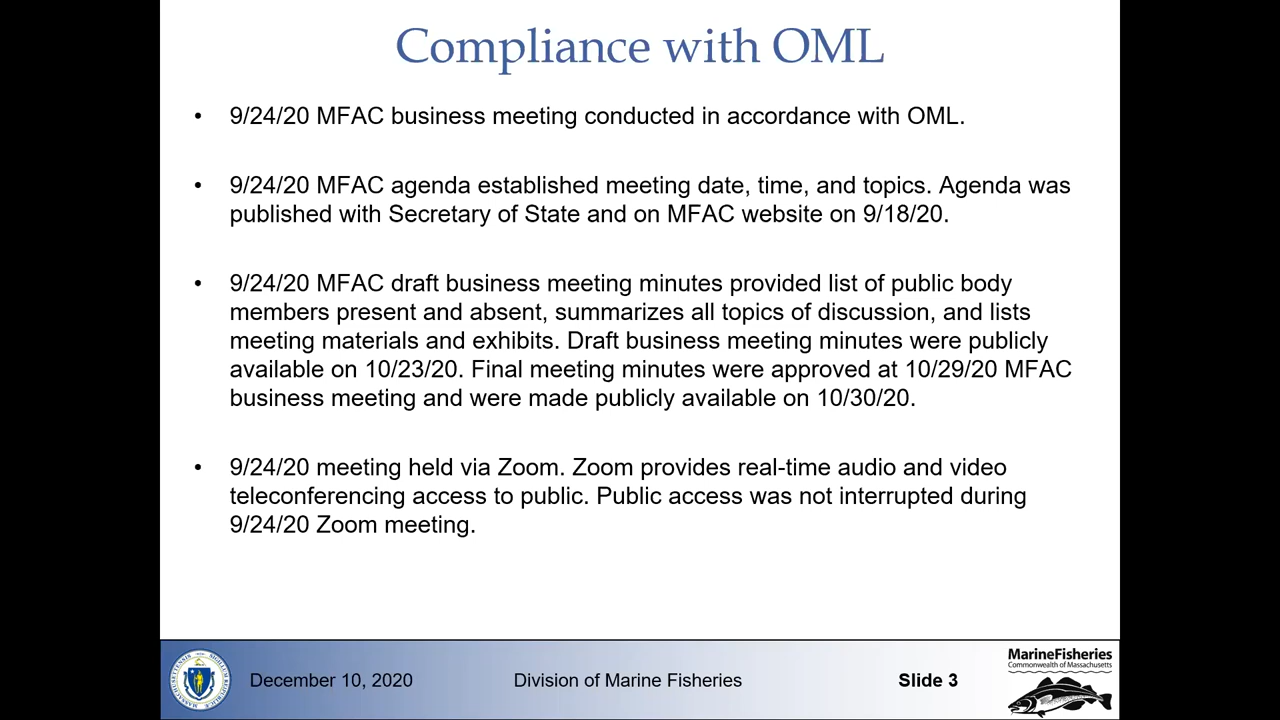 Compliance with OML
• 9/24/20 MFAC business meeting conducted in accordance with OML.
• 9/24/20 MFAC agenda established meeting date, time, and topics. Agenda was
published with Secretary of State and on MFAC website on 9/18/20.
• 9/24/20 MFAC draft business meeting minutes provided list of public body
members present and absent, summarizes all topics of discussion, and lists
meeting materials and exhibits. Draft business meeting minutes were publicly
available on 10/23/20. Final meeting minutes were approved at 10/29/20 MFAC
business meeting and were made publicly available on 10/30/20.
• 9/24/20 meeting held via Zoom. Zoom provides real-time audio and video
teleconferencing access to public. Public access was not interrupted during
9/24/20 Zoom meeting.
December 10, 2020
Division of Marine Fisheries
Slide 3
MarineFisheries
Commonwealth of Massachusetts